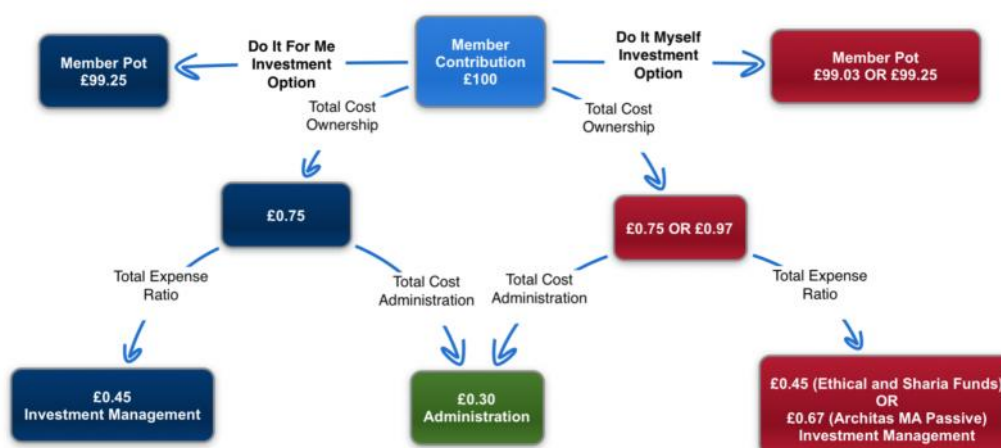 Member Pot
£99.25
Do It For Me
Investment
Option
Member
Contribution
£100
Do It Myself
Investment
Option
Member Pot
£99.03 OR £99.25
Total Cost
Ownership
Total Cost
Ownership
£0.75
£0.75 OR £0.97
Total Expense
Ratio
Total Cost
Administration
Total Cost
Administration
Total Expense
Ratio
£0.45
Investment Management
£0.30
Administration
£0.45 (Ethical and Sharia Funds)
OR
£0.67 (Architas MA Passive)
Investment Management